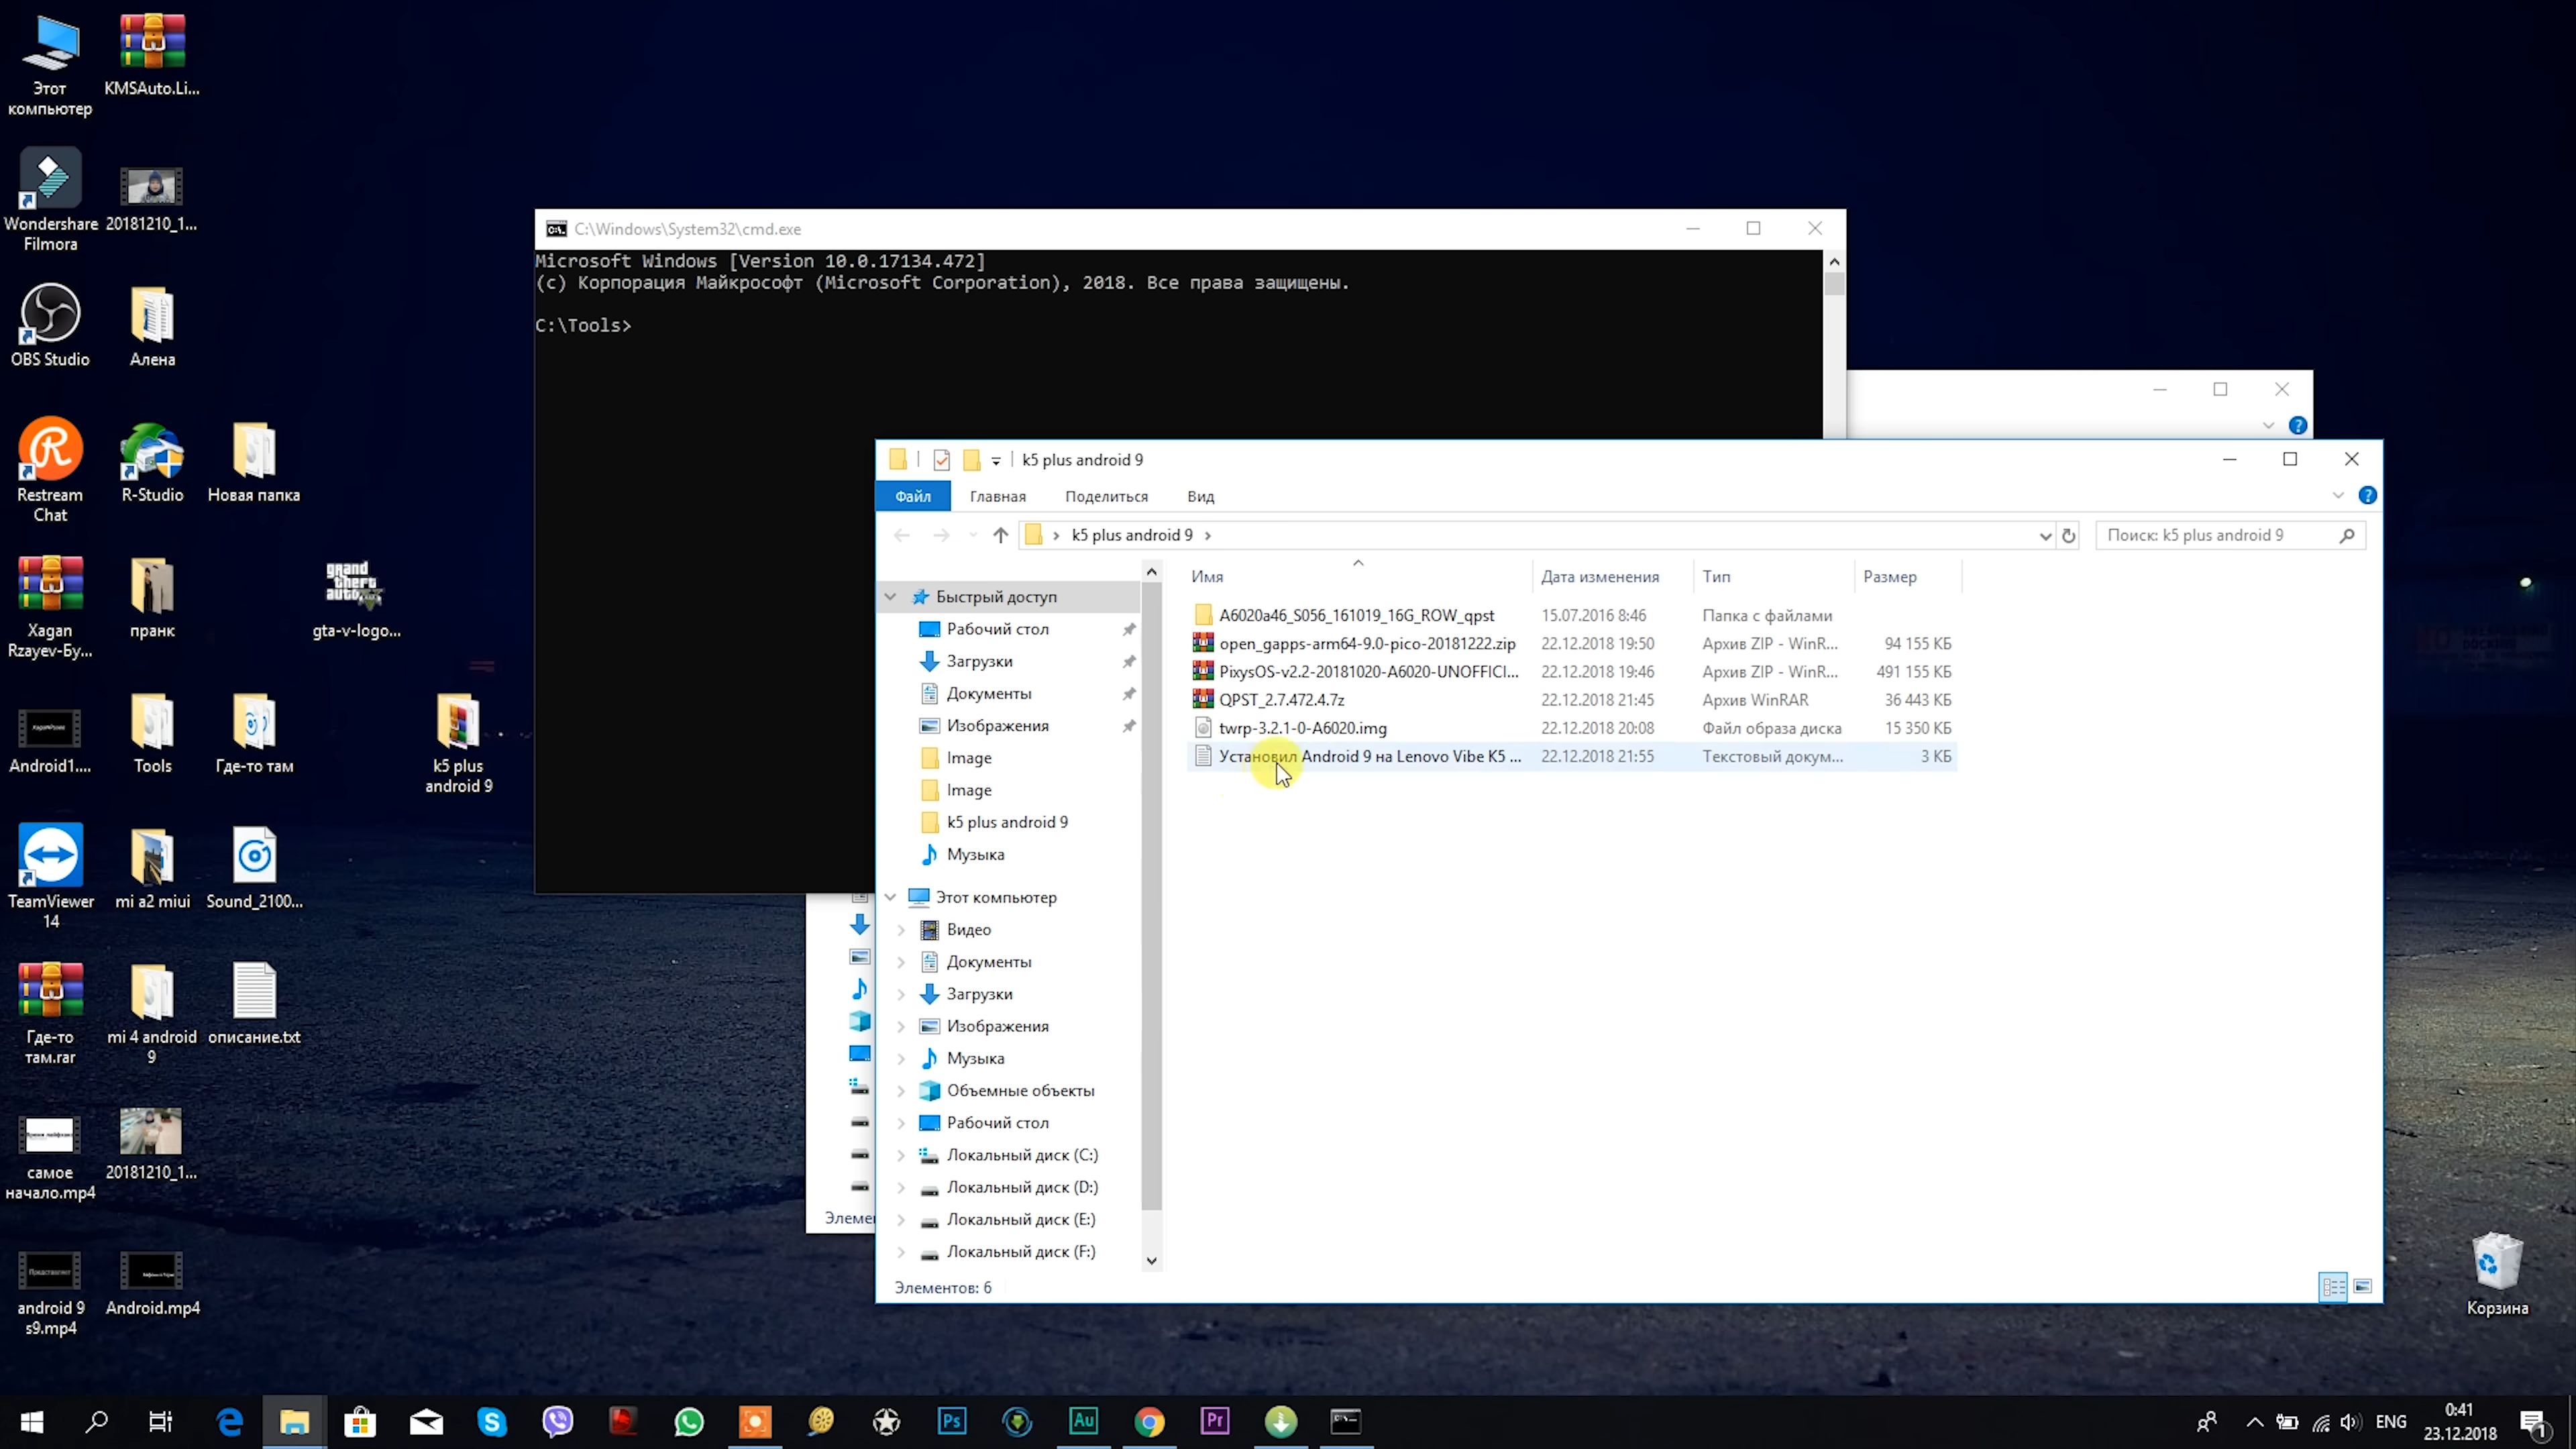 Этот
компьютер
KMSAuto.Li...
Wondershare
Filmora
20181210_1...
OBS Studio
Алена
Restream
Chat
R-Studio
Новая папка
Xagan
Rzayev-Бу...
пранк
grand
theft
auto
gta-v-logo...
Android1....
Tools
Где-то там
k5 plus
android 9
TeamViewer
14
mi a2 miui
Sound_2100...
Где-то
там.rar
mi 4 android
9
описание.txt
самое
начало.mp4
20181210_1...
android 9
s9.mp4
Android.mp4
C:\Windows\System32\cmd.exe
Microsoft Windows [Version 10.0.17134.472]
(c) Корпорация Майкрософт (Microsoft Corporation), 2018. Все права защищены.
C:\Tools>
k5 plus android 9
Файл Главная Поделиться Вид
k5 plus android 9
Поиск: k5 plus android 9
Имя Дата изменения Тип Размер
A6020a46_S056_161019_16G_ROW_qpst 15.07.2016 8:46 Папка с файлами
open_gapps-arm64-9.0-pico-20181222.zip 22.12.2018 19:50 Архив ZIP - WinR... 94 155 КБ
PixysOS-v2.2-20181020-A6020-UNOFFICI... 22.12.2018 19:46 Архив ZIP - WinR... 491 155 КБ
QPST_2.7.472.4.7z 22.12.2018 21:45 Архив WinRAR 36 443 КБ
twrp-3.2.1-0-A6020.img 22.12.2018 20:08 Файл образа диска 15 350 КБ
Установил Android 9 на Lenovo Vibe K5 ... 22.12.2018 21:55 Текстовый докум... 3 КБ
Быстрый доступ
Рабочий стол
Загрузки
Документы
Изображения
Image
Image
k5 plus android 9
Музыка
Этот компьютер
Видео
Документы
Загрузки
Изображения
Музыка
Объемные объекты
Рабочий стол
Локальный диск (C:)
Локальный диск (D:)
Локальный диск (E:)
Локальный диск (F:)
Элементов: 6
Элеме
Корзина
Ps
Au
Pr
ENG
0:41
23.12.2018
1